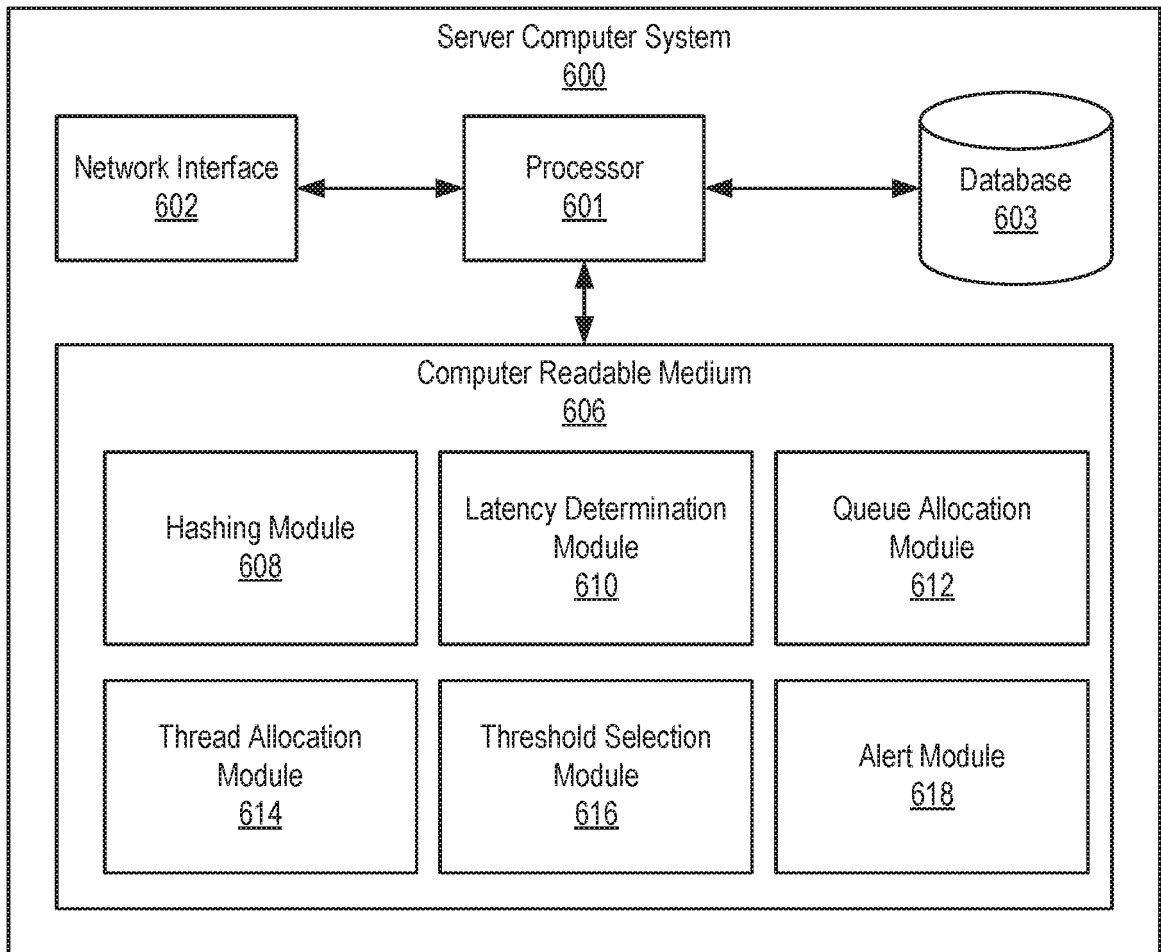 Server Computer System
600
Network Interface
602
Processor
601
Database
603
Computer Readable Medium
606
Hashing Module
608
Latency Determination
Module
610
Queue Allocation
Module
612
Thread Allocation
Module
614
Threshold Selection
Module
616
Alert Module
618